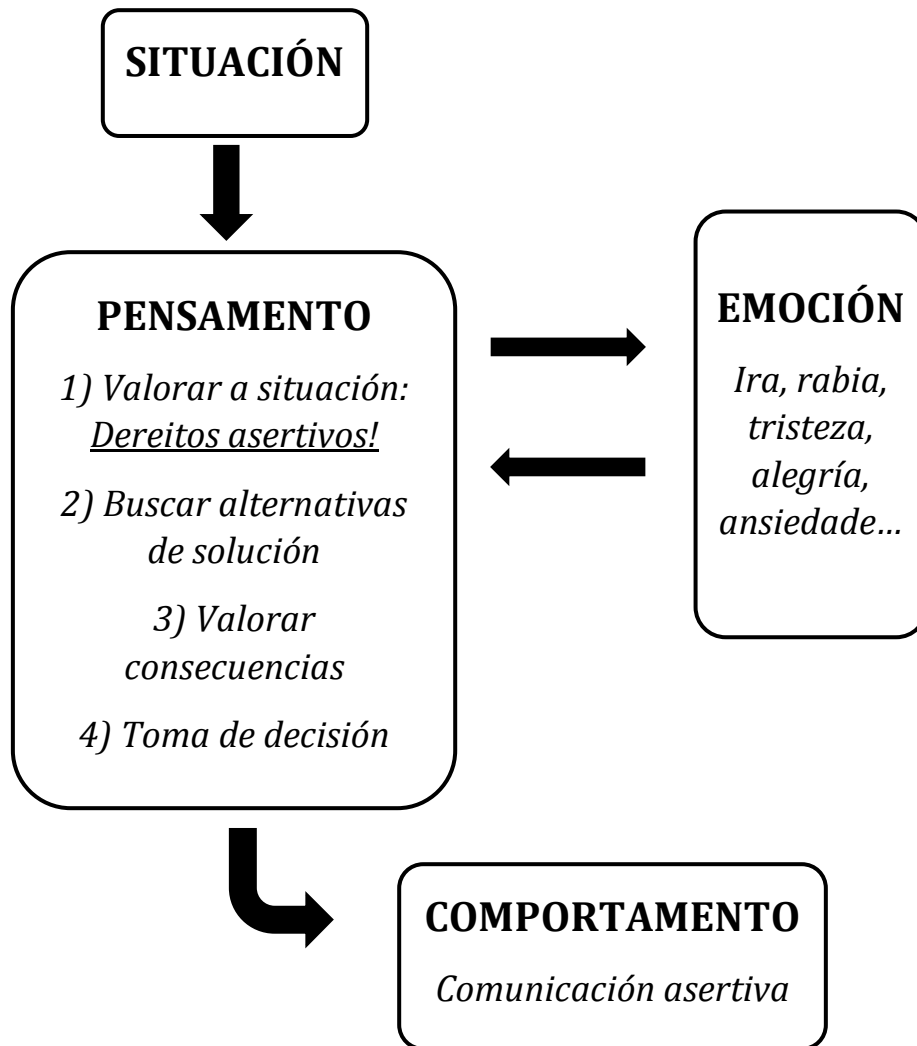 SITUACIÓN
PENSAMENTO
1) Valorar a situación:
Dereitos asertivos!
2) Buscar alternativas
de solución
3) Valorar
consecuencias
4) Toma de decisión
EMOCIÓN
Ira, rabia,
tristeza,
alegría,
ansiedade...
COMPORTAMENTO
Comunicación asertiva